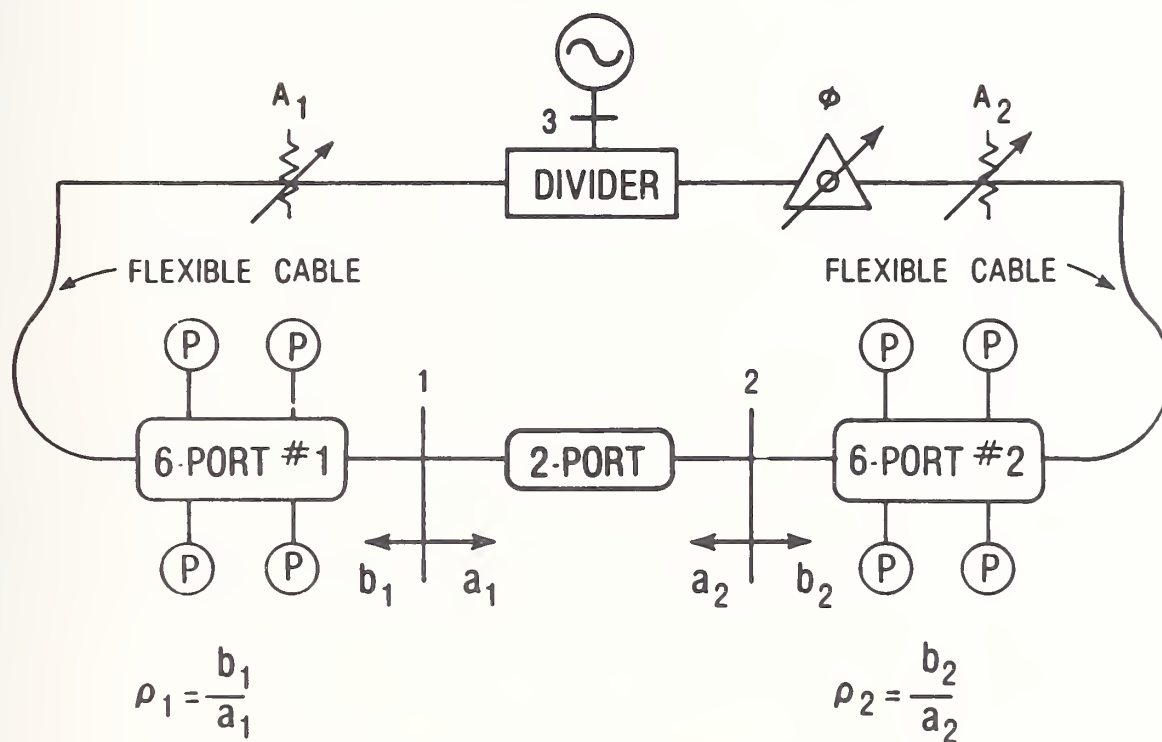 A1
3
DIVIDER
ϕ
A2
FLEXIBLE CABLE
FLEXIBLE CABLE
P P
P P
1
2
6-PORT #1
2-PORT
6-PORT #2
b1 a1
a2 b2
P P
P P
ρ1 = b1/a1
ρ2 = b2/a2